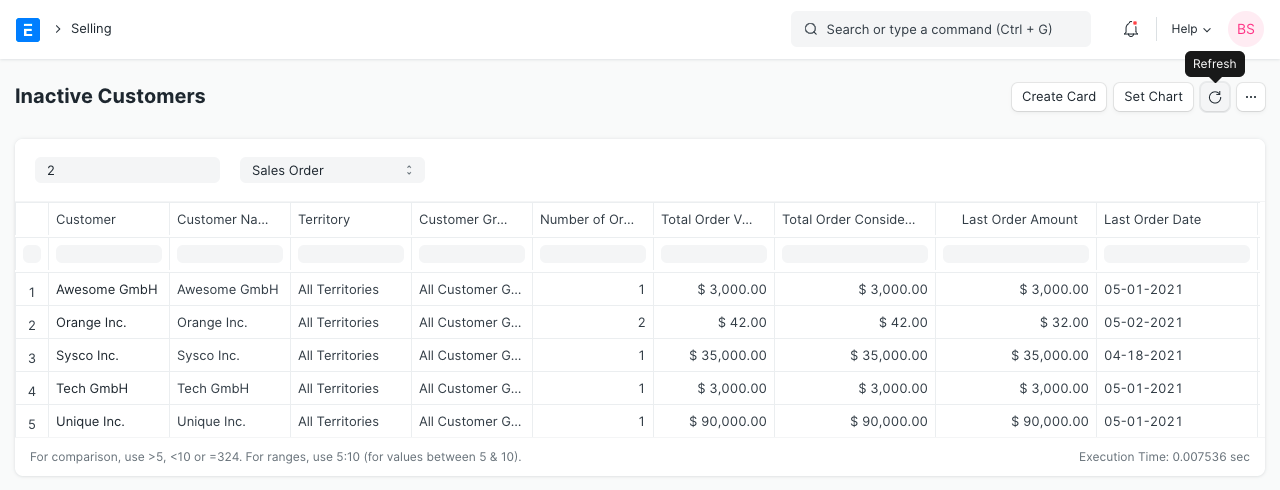 E
Selling
Search or type a command (Ctrl + G)
Help
BS
Refresh
Inactive Customers
Create Card
Set Chart
...
2
Sales Order
Customer Customer Na... Territory Customer Gr... Number of Or... Total Order V... Total Order Conside... Last Order Amount Last Order Date
1 Awesome GmbH Awesome GmbH All Territories All Customer G... 1 $ 3,000.00 $ 3,000.00 $ 3,000.00 05-01-2021
2 Orange Inc. Orange Inc. All Territories All Customer G... 2 $ 42.00 $ 42.00 $ 32.00 05-02-2021
3 Sysco Inc. Sysco Inc. All Territories All Customer G... 1 $ 35,000.00 $ 35,000.00 $ 35,000.00 04-18-2021
4 Tech GmbH Tech GmbH All Territories All Customer G... 1 $ 3,000.00 $ 3,000.00 $ 3,000.00 05-01-2021
5 Unique Inc. Unique Inc. All Territories All Customer G... 1 $ 90,000.00 $ 90,000.00 $ 90,000.00 05-01-2021
For comparison, use >5, <10 or =324. For ranges, use 5:10 (for values between 5 & 10). Execution Time: 0.007536 sec